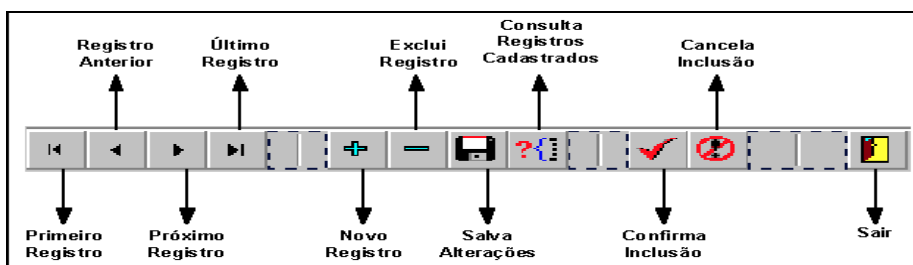 Registro
Anterior
Último
Registro
Exclui
Registro
Consulta
Registros
Cadastrados
Cancela
Inclusão
Primeiro
Registro
Próximo
Registro
Novo
Registro
Salva
Alterações
Confirma
Inclusão
Sair